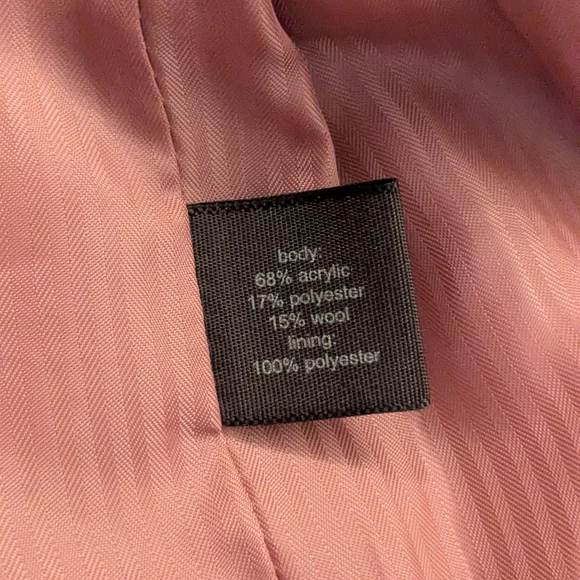 body:
68% acrylic
17% polyester
15% wool
lining:
100% polyester